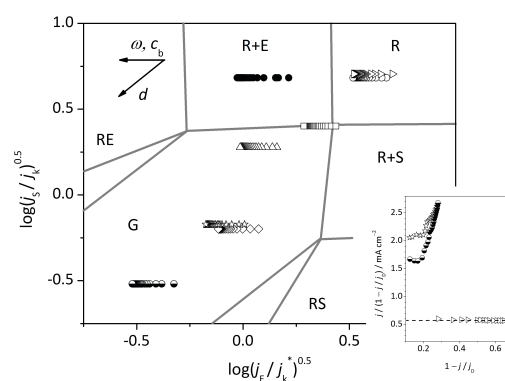 1.0
0.5
0.0
-0.5
log(j_S/j_k)^0.5
-0.5
0.0
0.5
log(j_E/j_k^*)^0.5
ω, c_b
d
R+E
R
RE
R+S
G
RS
2.5
2.0
1.5
1.0
0.5
j / (1 − j / j_D) / mA cm^-2
0.2
0.4
0.6
1 − j / j_D